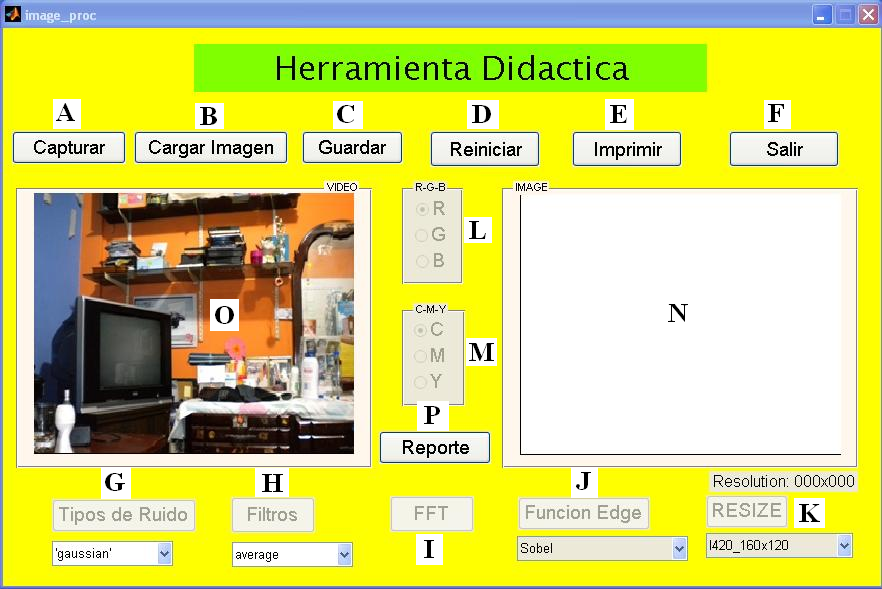 image_proc
Herramienta Didactica
A B C D E F
Capturar Cargar Imagen Guardar Reiniciar Imprimir Salir
VIDEO R-G-B IMAGE
R
G L
B
O N
C-M-Y
C
M M
Y
P
Reporte
G H J Resolution: 000x000
Tipos de Ruido Filtros FFT Funcion Edge RESIZE K
'gaussian' average I Sobel I420_160x120